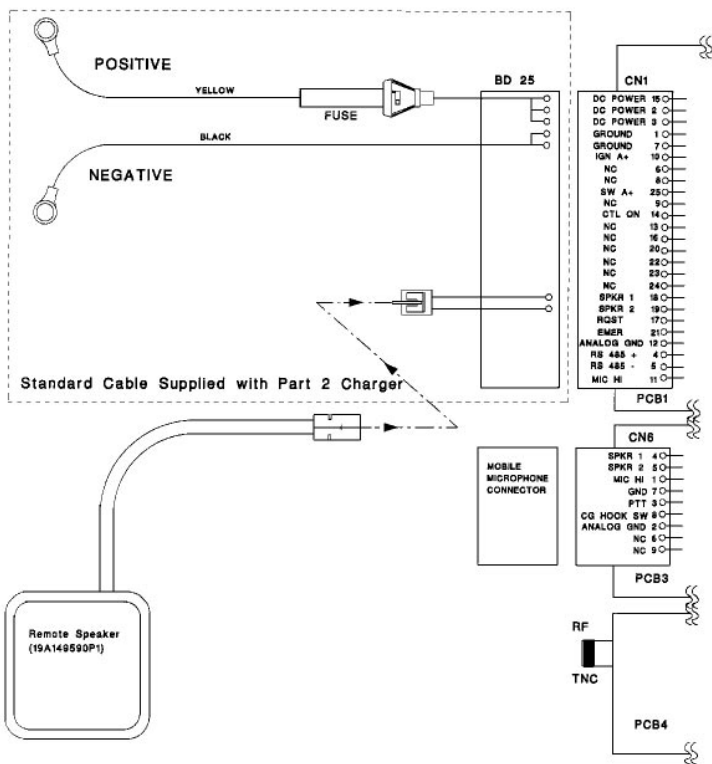 POSITIVE
YELLOW
FUSE
BD 25
BLACK
NEGATIVE
Standard Cable Supplied with Part 2 Charger
CN1
DC POWER 15
DC POWER 2
DC POWER 3
GROUND 1
GROUND 7
IGN A+ 10
NC 6
NC 8
SW A+ 25
NC 9
CTL ON 14
NC 13
NC 16
NC 20
NC 22
NC 23
NC 24
SPKR 1 18
SPKR 2 19
RQST 17
EMER 21
ANALOG GND 12
RS 485 + 4
RS 485 - 5
MIC HI 11
PCB1
MOBILE
MICROPHONE
CONNECTOR
CN6
SPKR 1 4
SPKR 2 5
MIC HI 1
GND 7
PTT 3
CG HOOK SW 8
ANALOG GND 2
NC 6
NC 9
PCB3
Remote Speaker
(19A149590P1)
RF
TNC
PCB4